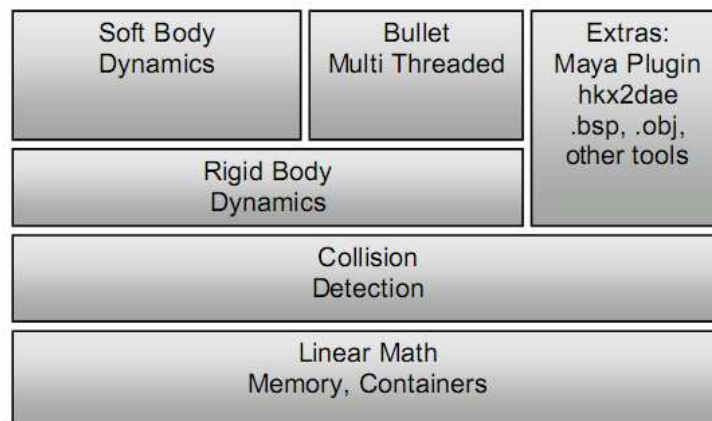 Soft Body
Dynamics
Bullet
Multi Threaded
Extras:
Maya Plugin
hkx2dae
.bsp, .obj,
other tools
Rigid Body
Dynamics
Collision
Detection
Linear Math
Memory, Containers